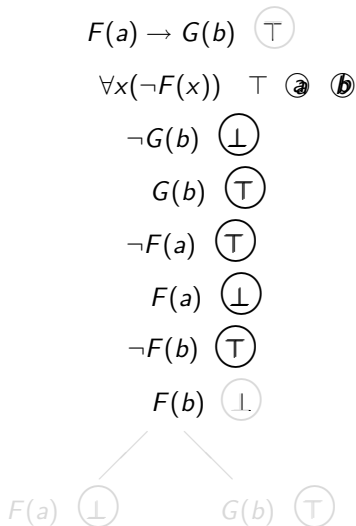 F(a) → G(b) ⊤
∀x(¬F(x)) ⊤ a b
¬G(b) ⊥
G(b) ⊤
¬F(a) ⊤
F(a) ⊥
¬F(b) ⊤
F(b) ⊥
F(a) ⊥ G(b) ⊤